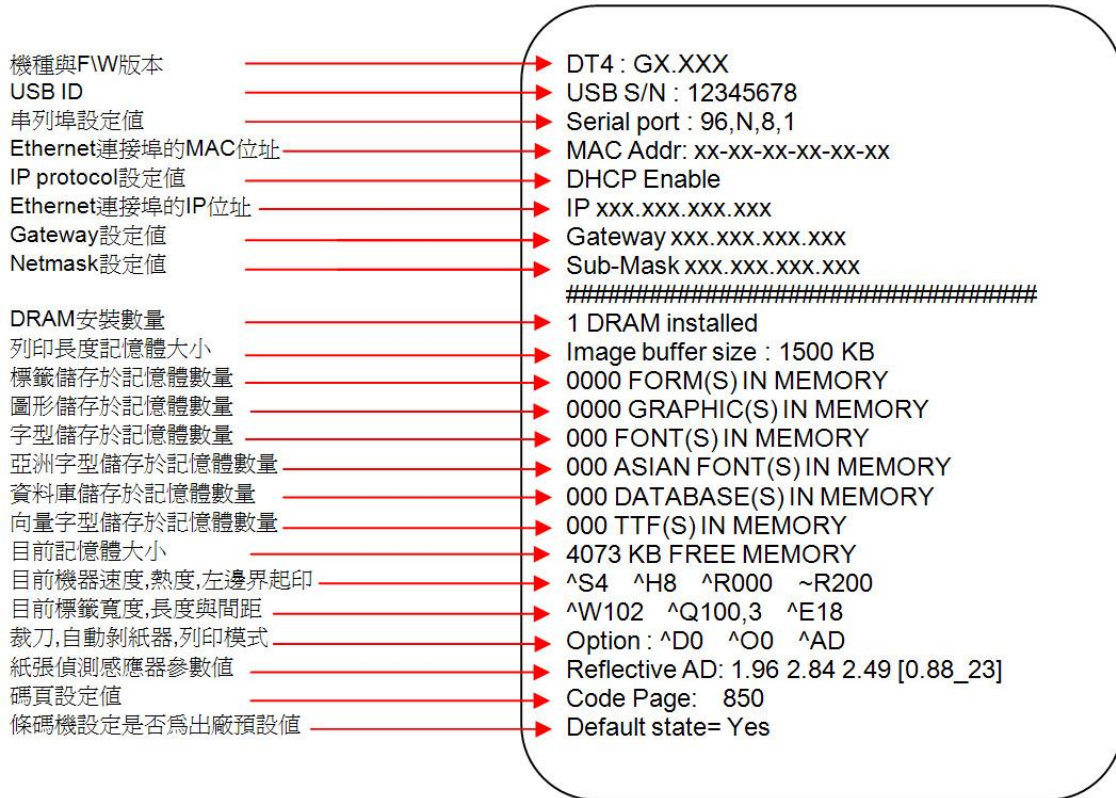 機種與F\W版本 DT4 : GX.XXX
USB ID USB S/N : 12345678
串列埠設定值 Serial port : 96,N,8,1
Ethernet連接埠的MAC位址 MAC Addr: xx-xx-xx-xx-xx-xx
IP protocol設定值 DHCP Enable
Ethernet連接埠的IP位址 IP xxx.xxx.xxx.xxx
Gateway設定值 Gateway xxx.xxx.xxx.xxx
Netmask設定值 Sub-Mask xxx.xxx.xxx.xxx
######################################
DRAM安裝數量 1 DRAM installed
列印長度記憶體大小 Image buffer size : 1500 KB
標籤儲存於記憶體數量 0000 FORM(S) IN MEMORY
圖形儲存於記憶體數量 0000 GRAPHIC(S) IN MEMORY
字型儲存於記憶體數量 000 FONT(S) IN MEMORY
亞洲字型儲存於記憶體數量 000 ASIAN FONT(S) IN MEMORY
資料庫儲存於記憶體數量 000 DATABASE(S) IN MEMORY
向量字型儲存於記憶體數量 000 TTF(S) IN MEMORY
目前記憶體大小 4073 KB FREE MEMORY
目前機器速度,熱度,左邊界起印 ^S4 ^H8 ^R000 ~R200
目前標籤寬度,長度與間距 ^W102 ^Q100,3 ^E18
裁刀,自動剝紙器,列印模式 Option : ^D0 ^O0 ^AD
紙張偵測感應器參數值 Reflective AD: 1.96 2.84 2.49 [0.88_23]
碼頁設定值 Code Page: 850
條碼機設定是否為出廠預設值 Default state= Yes